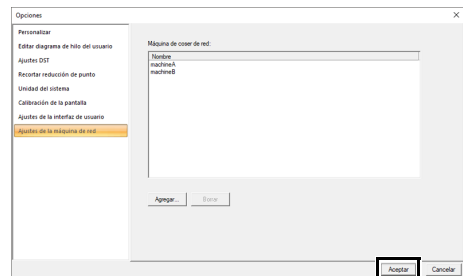 Opciones
Personalizar
Editar diagrama de hilo del usuario
Ajustes DST
Recortar reducción de punto
Unidad del sistema
Calibración de la pantalla
Ajustes de la interfaz de usuario
Ajustes de la máquina de red
Máquina de coser de red:
Nombre
machineA
machineB
Agregar... Borrar
Aceptar Cancelar